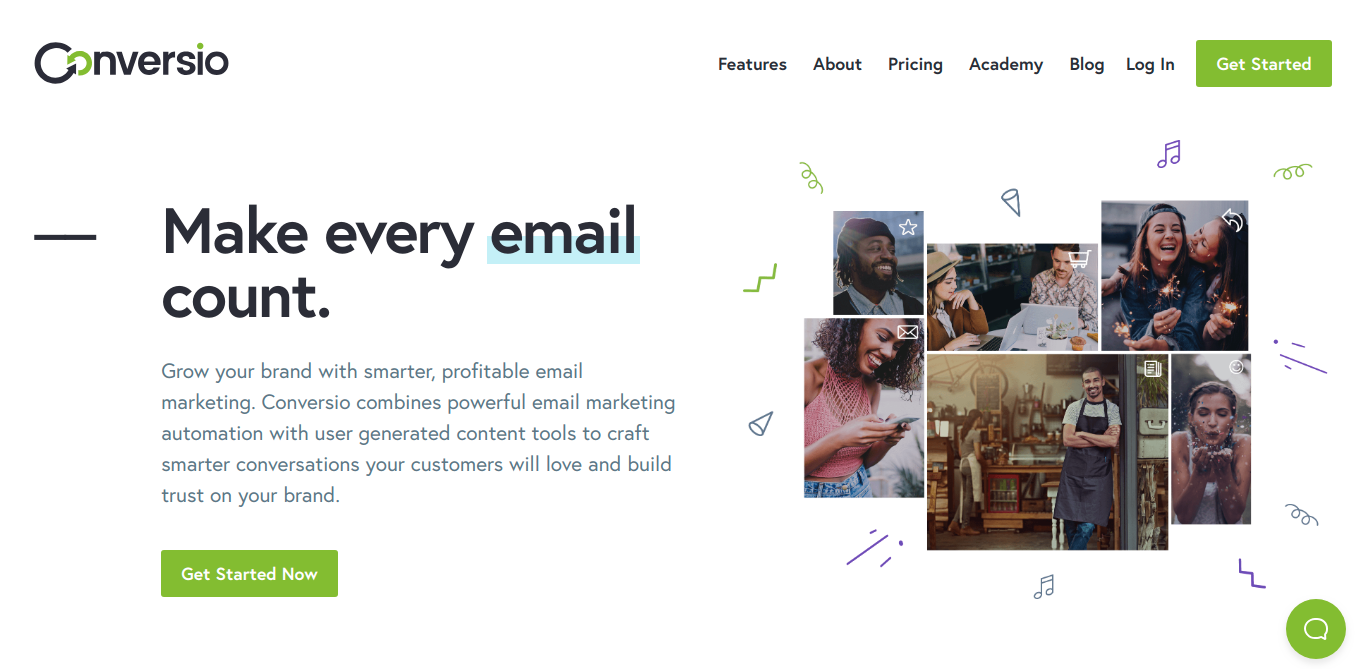 Conversio
Features About Pricing Academy Blog Log In Get Started
Make every email
count.
Grow your brand with smarter, profitable email
marketing. Conversio combines powerful email marketing
automation with user generated content tools to craft
smarter conversations your customers will love and build
trust on your brand.
Get Started Now